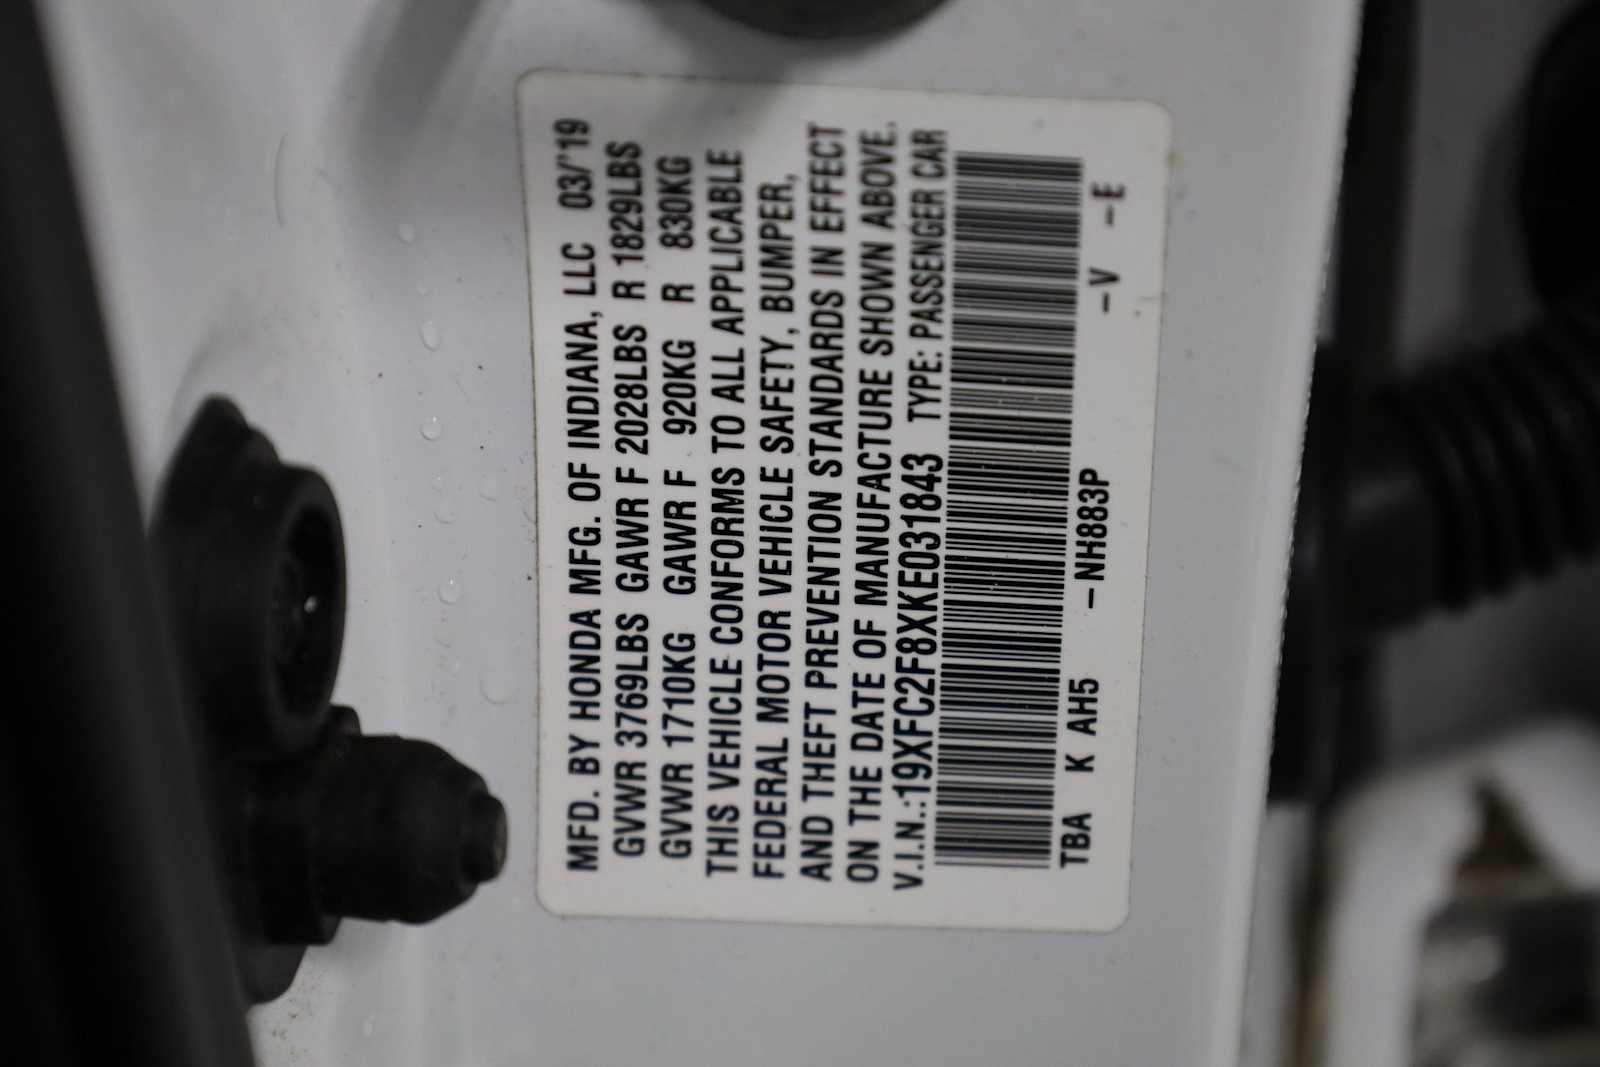 MFD. BY HONDA MFG. OF INDIANA, LLC 03/'19
GVWR 3769LBS GAWR F 2028LBS R 1829LBS
GVWR 1710KG GAWR F 920KG R 830KG
THIS VEHICLE CONFORMS TO ALL APPLICABLE
FEDERAL MOTOR VEHICLE SAFETY, BUMPER,
AND THEFT PREVENTION STANDARDS IN EFFECT
ON THE DATE OF MANUFACTURE SHOWN ABOVE.
V.I.N.:19XFC2F8XKE031843 TYPE: PASSENGER CAR
TBA K AH5 –NH883P –V –E